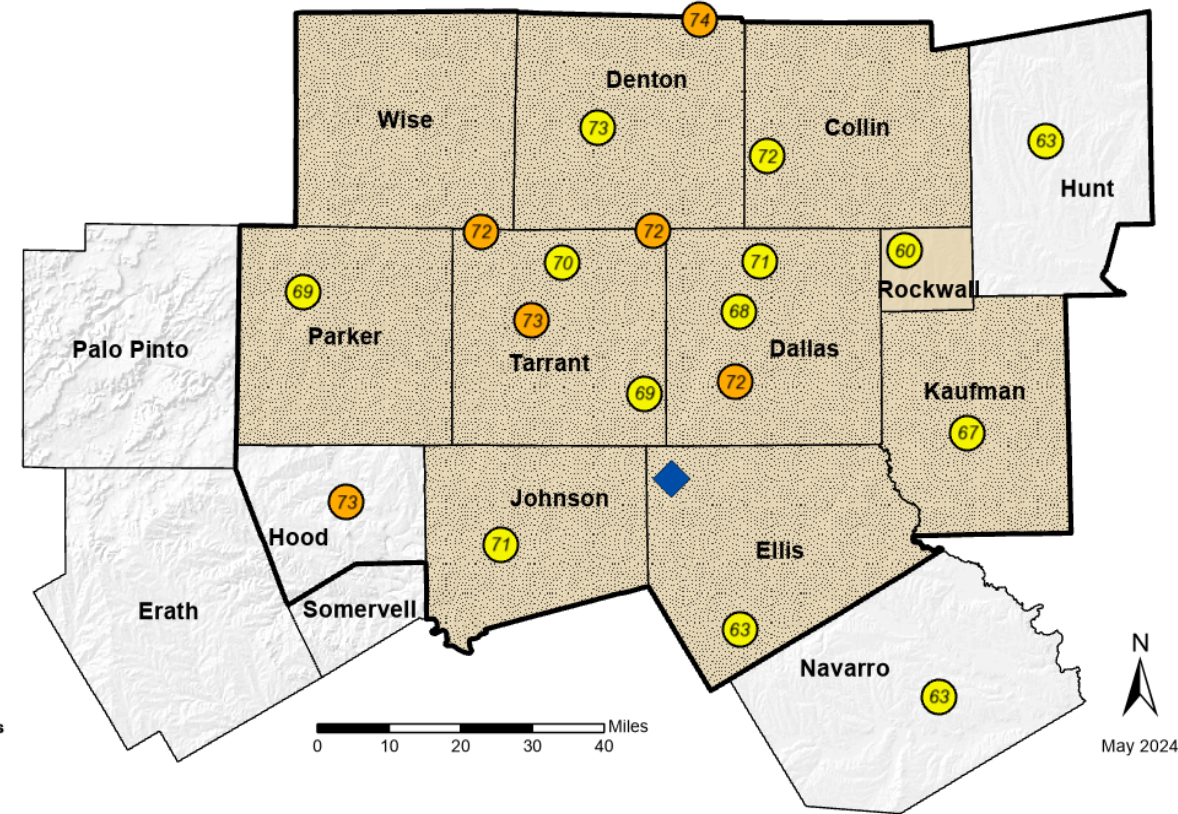 74
Denton
Wise
73
Collin
72
63
Hunt
72
72
70
71
60
Rockwall
69
Parker
73
68
Palo Pinto
Tarrant
Dallas
69
72
Kaufman
67
Johnson
73
Hood
71
Ellis
Erath
Somervell
63
Navarro
63
N
Miles
0 10 20 30 40
May 2024